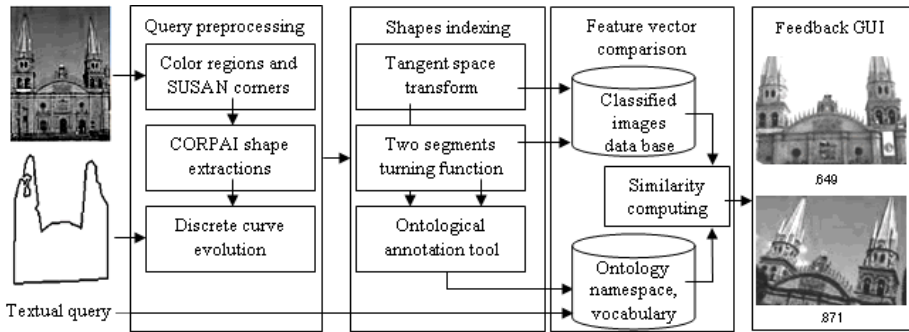 Query preprocessing
Color regions and
SUSAN corners
CORPAI shape
extractions
Discrete curve
evolution
Textual query
Shapes indexing
Tangent space
transform
Two segments
turning function
Ontological
annotation tool
Feature vector
comparison
Classified
images
data base
Similarity
computing
Ontology
namespace,
vocabulary
Feedback GUI
.649
.871